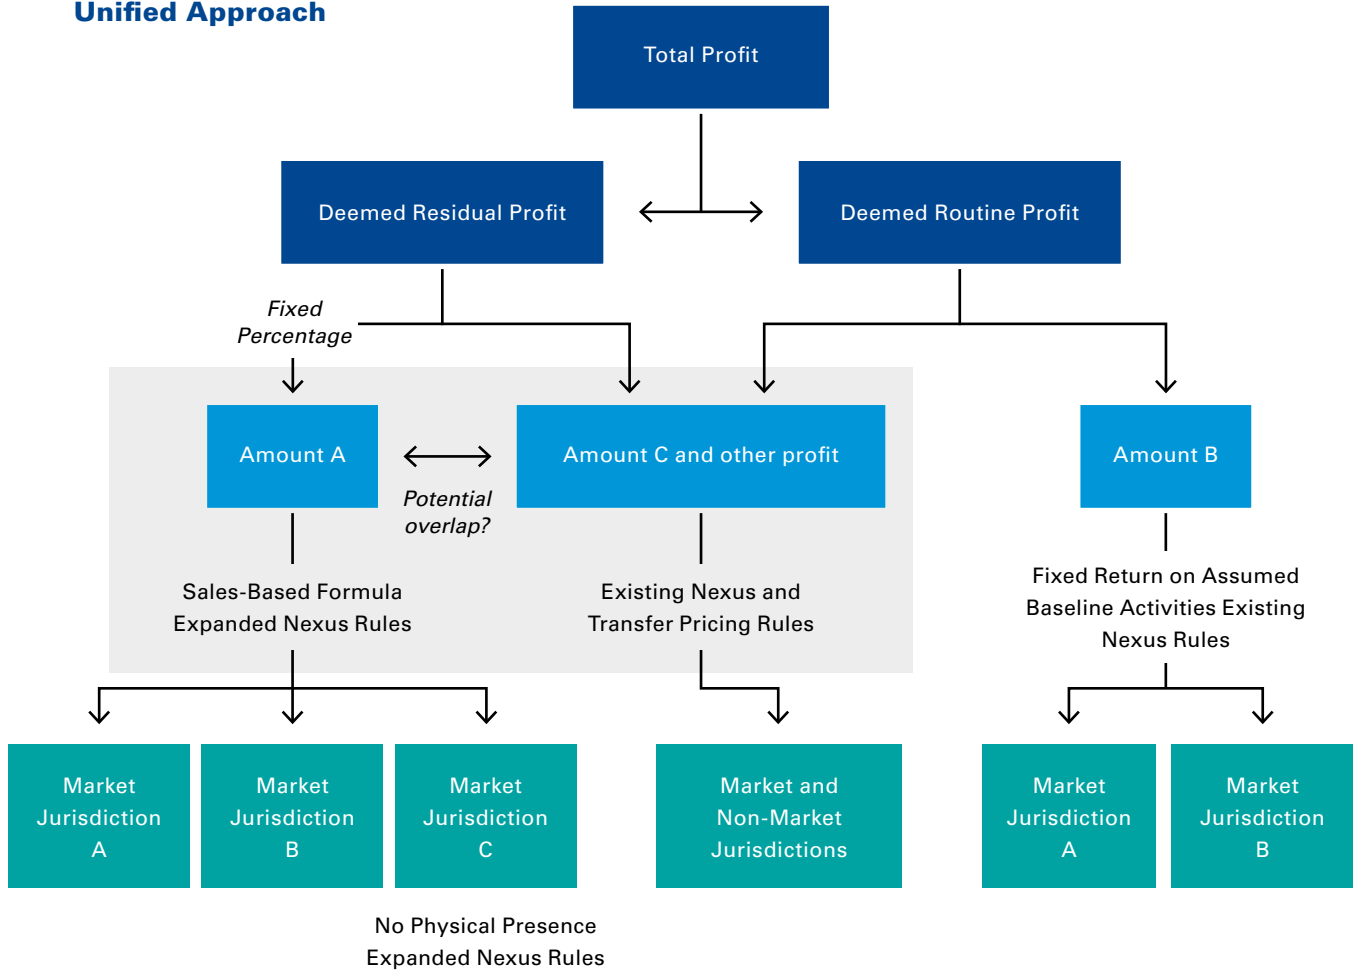 Unified Approach
Total Profit
Deemed Residual Profit
Deemed Routine Profit
Fixed
Percentage
Amount A
Potential
overlap?
Amount C and other profit
Amount B
Sales-Based Formula
Expanded Nexus Rules
Existing Nexus and
Transfer Pricing Rules
Fixed Return on Assumed
Baseline Activities Existing
Nexus Rules
Market
Jurisdiction
A
Market
Jurisdiction
B
Market
Jurisdiction
C
Market and
Non-Market
Jurisdictions
Market
Jurisdiction
A
Market
Jurisdiction
B
No Physical Presence
Expanded Nexus Rules